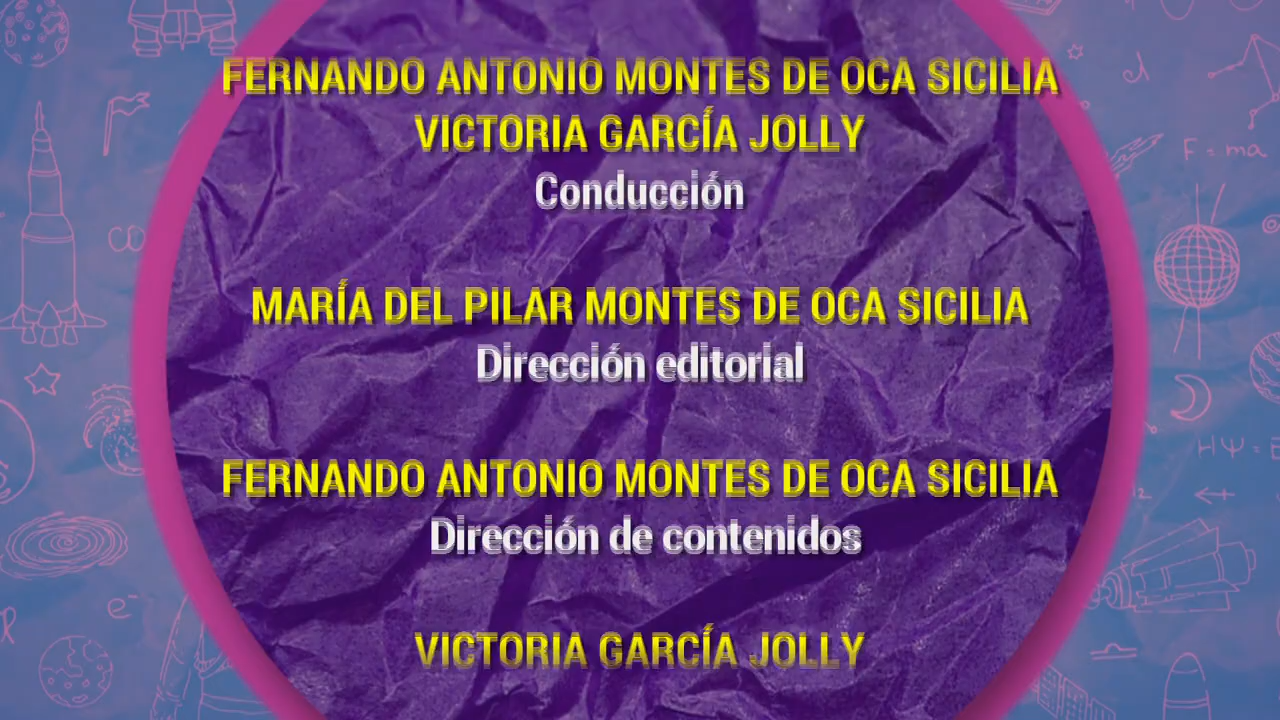 FERNANDO ANTONIO MONTES DE OCA SICILIA
VICTORIA GARCÍA JOLLY
Conducción
MARÍA DEL PILAR MONTES DE OCA SICILIA
Dirección editorial
FERNANDO ANTONIO MONTES DE OCA SICILIA
Dirección de contenidos
VICTORIA GARCÍA JOLLY
F = ma
e⁻